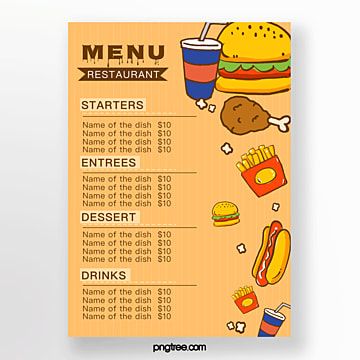 MENU
RESTAURANT
STARTERS
Name of the dish $10
Name of the dish $10
Name of the dish $10
Name of the dish $10
ENTREES
Name of the dish $10
Name of the dish $10
Name of the dish $10
Name of the dish $10
DESSERT
Name of the dish $10
Name of the dish $10
Name of the dish $10
Name of the dish $10
DRINKS
Name of the dish $10
Name of the dish $10
Name of the dish $10
Name of the dish $10
pngtree.com